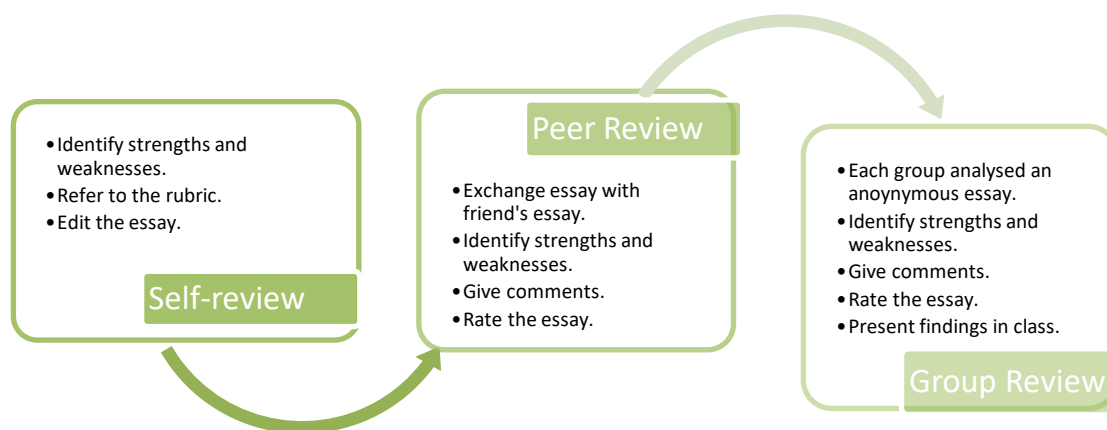 •Identify strengths and
weaknesses.
•Refer to the rubric.
•Edit the essay.
Self-review
Peer Review
•Exchange essay with
friend's essay.
•Identify strengths and
weaknesses.
•Give comments.
•Rate the essay.
•Each group analysed an
anoynymous essay.
•Identify strengths and
weaknesses.
•Give comments.
•Rate the essay.
•Present findings in class.
Group Review